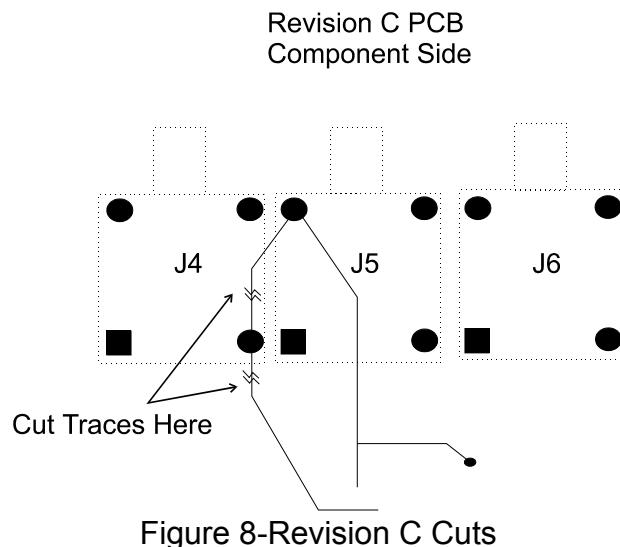 Revision C PCB
Component Side
J4
J5
J6
Cut Traces Here
Figure 8-Revision C Cuts